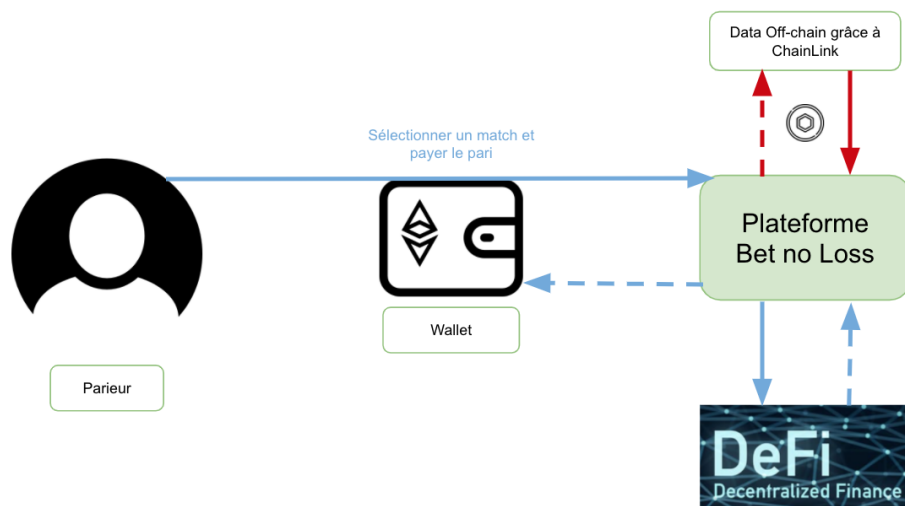 Data Off-chain grâce à
ChainLink
Sélectionner un match et
payer le pari
Plateforme
Bet no Loss
Wallet
Parieur
DeFi
Decentralized Finance